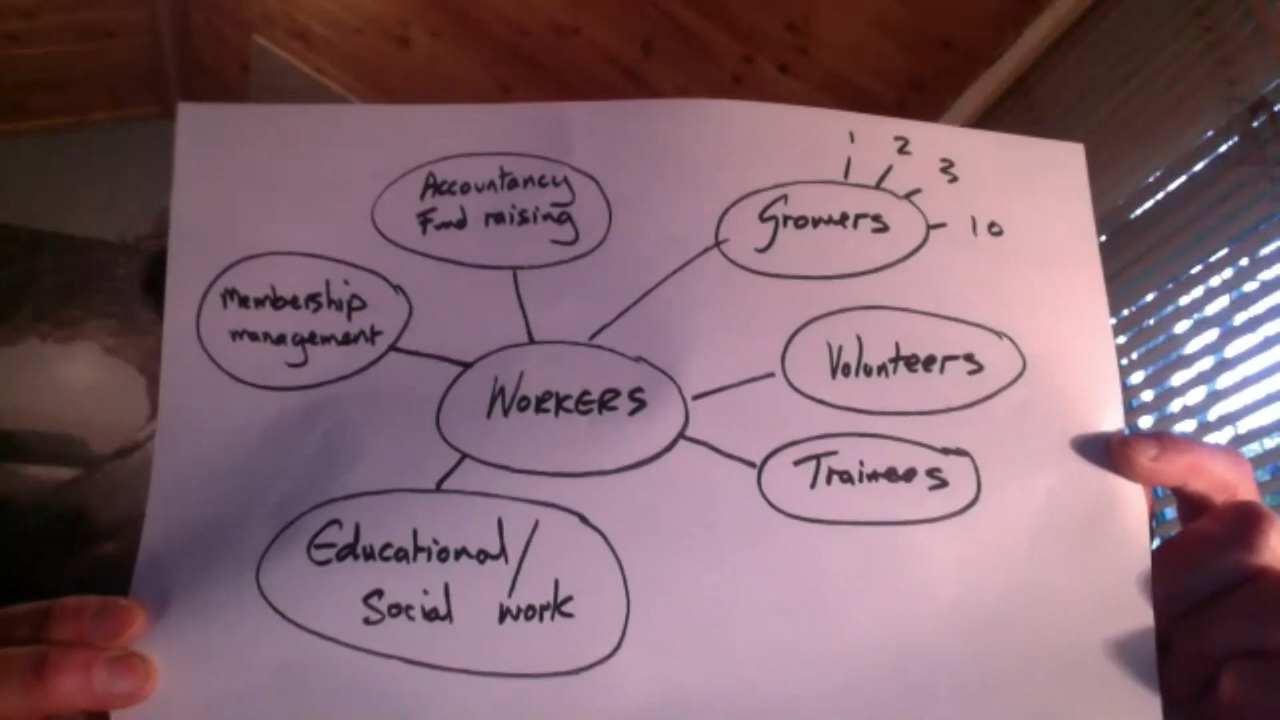 1
2
3
10
Accountancy
Fund raising
Growers
Membership
management
Volunteers
WORKERS
Trainees
Educational/
Social work